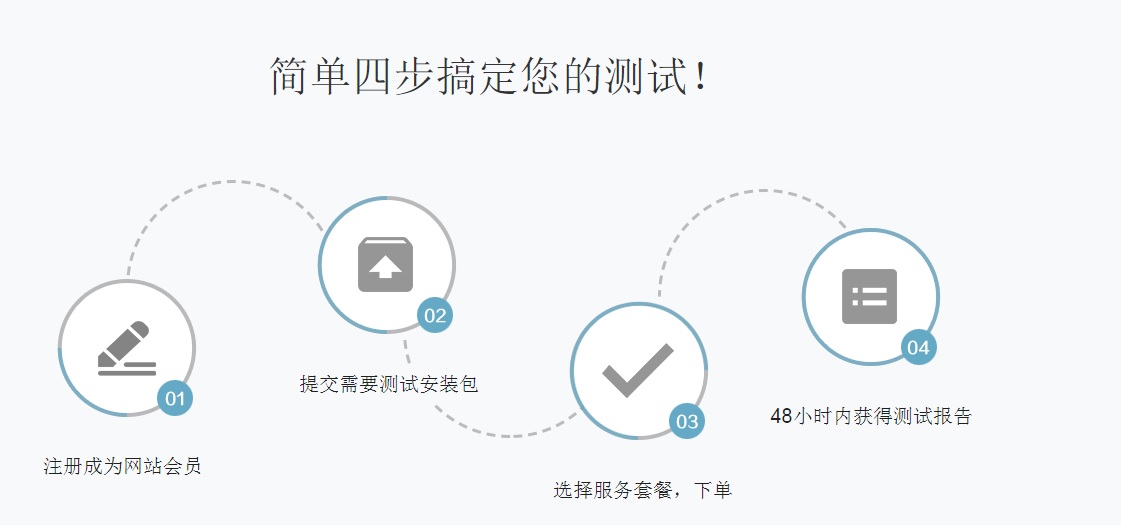 简单四步搞定您的测试！
01
注册成为网站会员
02
提交需要测试安装包
03
选择服务套餐，下单
04
48小时内获得测试报告